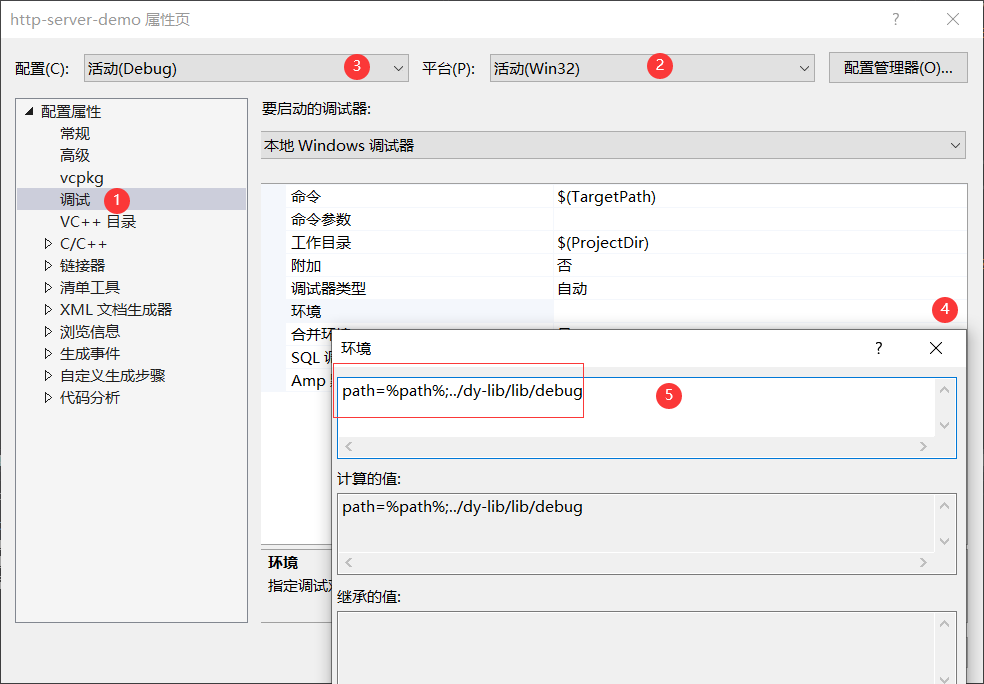 http-server-demo 属性页
配置(C): 活动(Debug) 3 平台(P): 活动(Win32) 2 配置管理器(O)...
配置属性
常规
高级
vcpkg
调试 1
VC++ 目录
C/C++
链接器
清单工具
XML 文档生成器
浏览信息
生成事件
自定义生成步骤
代码分析
要启动的调试器:
本地 Windows 调试器
命令 $(TargetPath)
命令参数
工作目录 $(ProjectDir)
附加 否
调试器类型 自动
环境 4
合并环境
SQL 调
Amp
环境
指定调试
环境
path=%path%;../dy-lib/lib/debug 5
计算的值:
path=%path%;../dy-lib/lib/debug
继承的值: